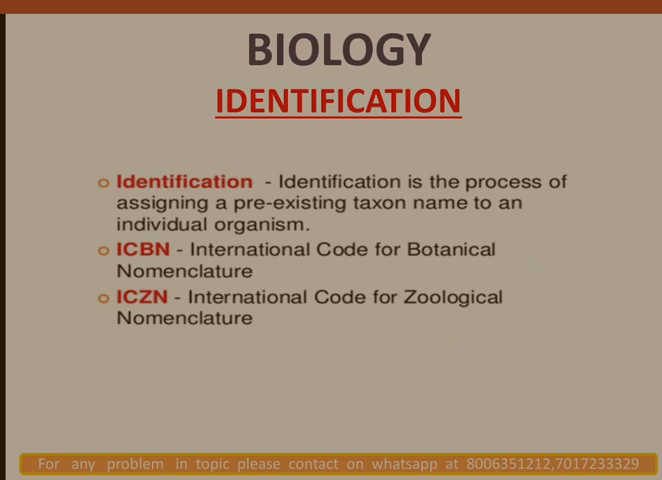 BIOLOGY
IDENTIFICATION
Identification - Identification is the process of
assigning a pre-existing taxon name to an
individual organism.
ICBN - International Code for Botanical
Nomenclature
ICZN - International Code for Zoological
Nomenclature
For any problem in topic please contact on whatsapp at 8006351212,7017233329